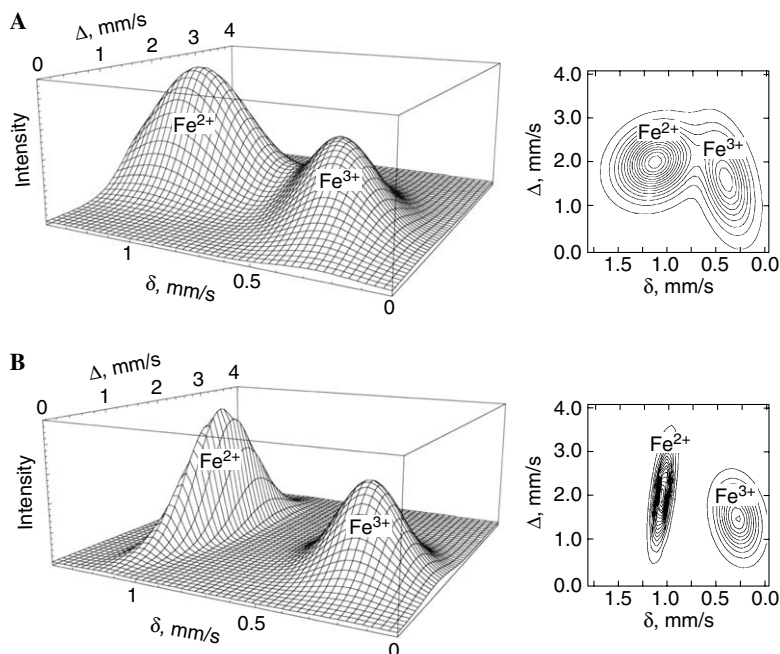 A
Δ, mm/s
0
1
2
3
4
Intensity
Fe2+
Fe3+
1
0.5
0
δ, mm/s
4.0
3.0
2.0
1.0
0.0
Δ, mm/s
Fe2+
Fe3+
1.5
1.0
0.5
0.0
δ, mm/s
B
Δ, mm/s
0
1
2
3
4
Intensity
Fe2+
Fe3+
1
0.5
0
δ, mm/s
4.0
3.0
2.0
1.0
0.0
Δ, mm/s
Fe2+
Fe3+
1.5
1.0
0.5
0.0
δ, mm/s